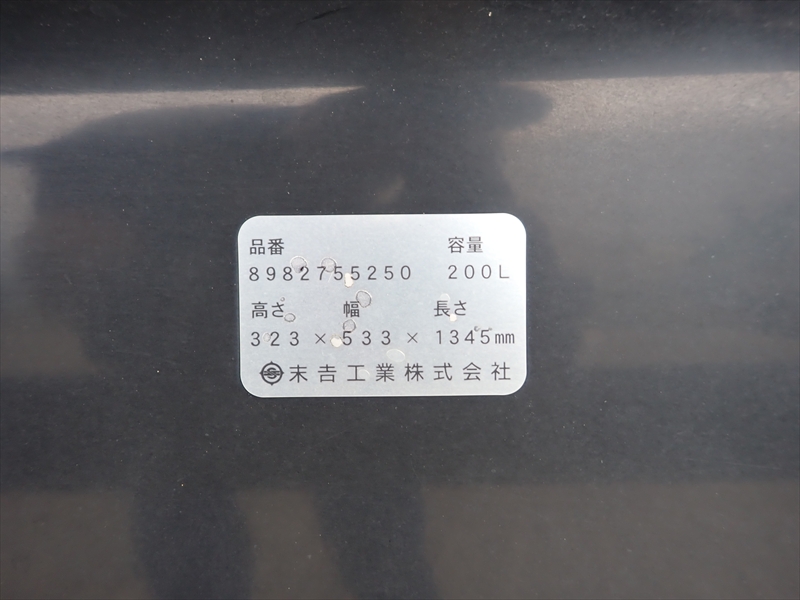 品番 容量
8982755250 200L
高さ 幅 長さ
323 × 533 × 1345mm
末吉工業株式会社